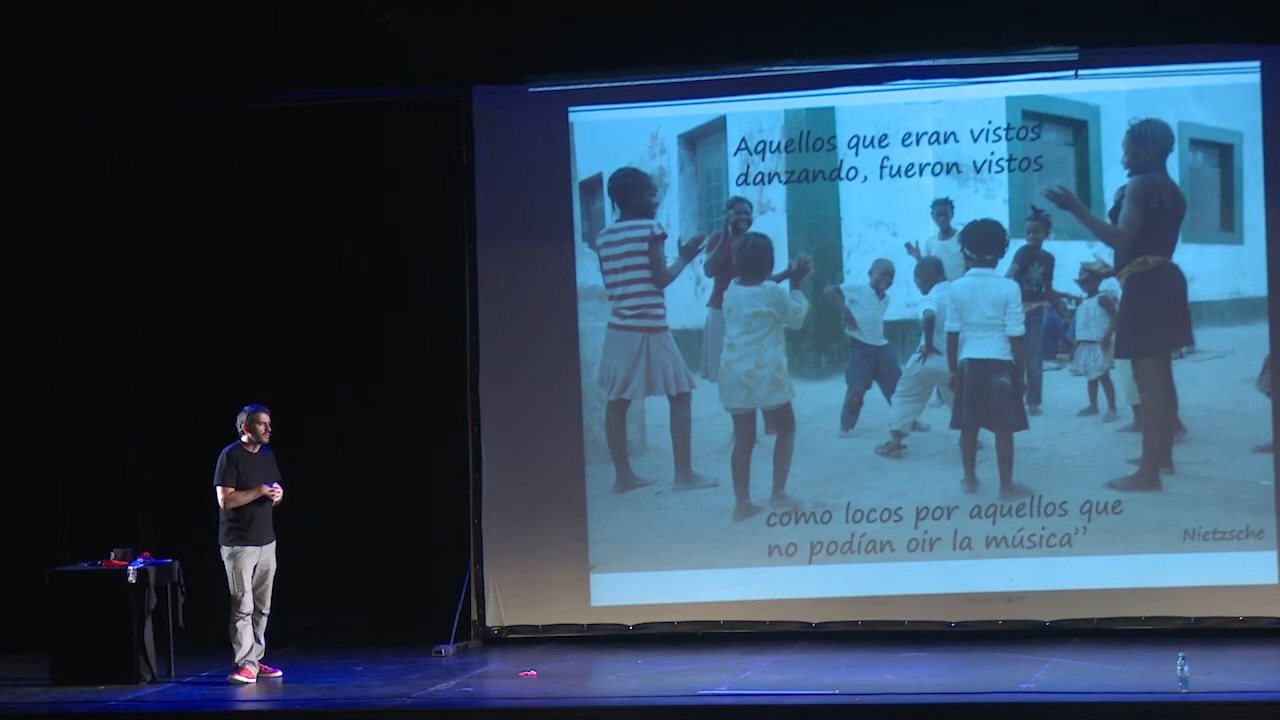 Aquellos que eran vistos
danzando, fueron vistos
como locos por aquellos que
no podían oir la música”
Nietzsche